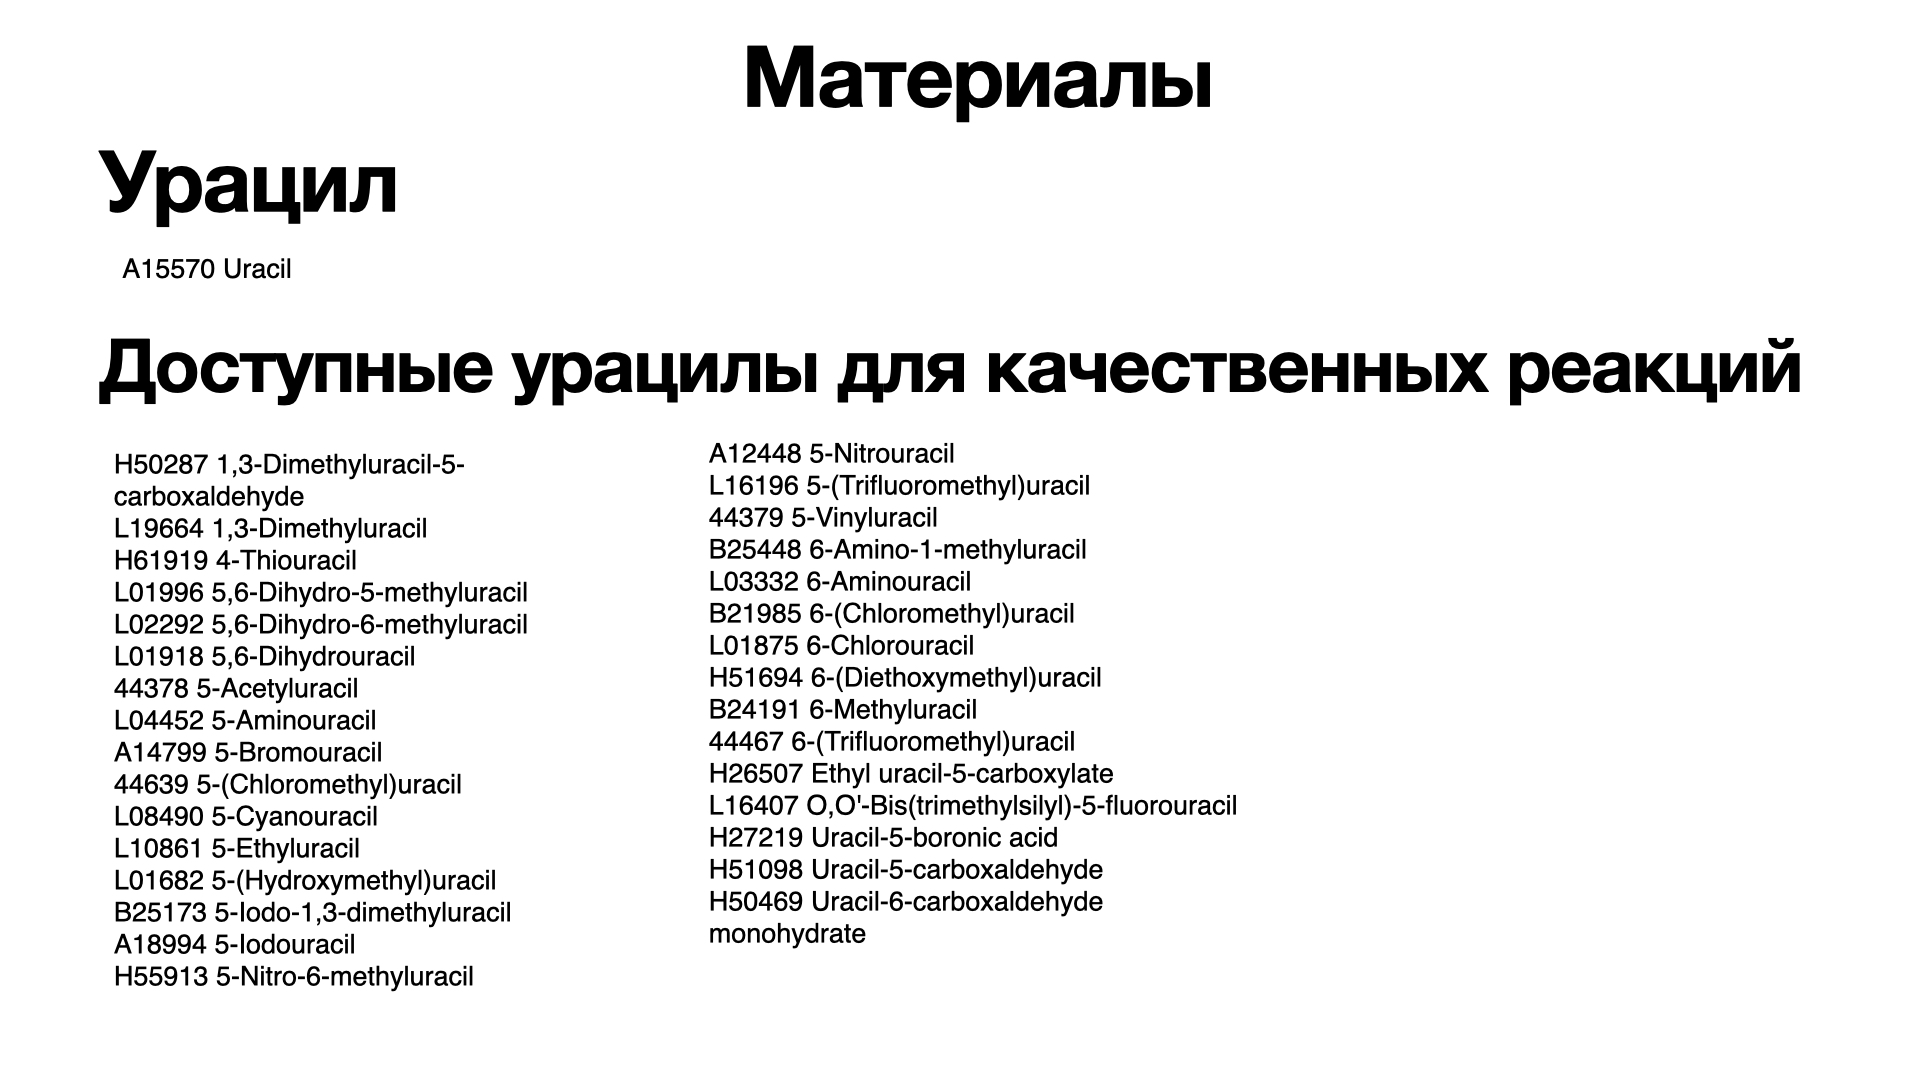 Материалы
Урацил
A15570 Uracil
Доступные урацилы для качественных реакций
H50287 1,3-Dimethyluracil-5-
carboxaldehyde
L19664 1,3-Dimethyluracil
H61919 4-Thiouracil
L01996 5,6-Dihydro-5-methyluracil
L02292 5,6-Dihydro-6-methyluracil
L01918 5,6-Dihydrouracil
44378 5-Acetyluracil
L04452 5-Aminouracil
A14799 5-Bromouracil
44639 5-(Chloromethyl)uracil
L08490 5-Cyanouracil
L10861 5-Ethyluracil
L01682 5-(Hydroxymethyl)uracil
B25173 5-Iodo-1,3-dimethyluracil
A18994 5-Iodouracil
H55913 5-Nitro-6-methyluracil
A12448 5-Nitrouracil
L16196 5-(Trifluoromethyl)uracil
44379 5-Vinyluracil
B25448 6-Amino-1-methyluracil
L03332 6-Aminouracil
B21985 6-(Chloromethyl)uracil
L01875 6-Chlorouracil
H51694 6-(Diethoxymethyl)uracil
B24191 6-Methyluracil
44467 6-(Trifluoromethyl)uracil
H26507 Ethyl uracil-5-carboxylate
L16407 O,O'-Bis(trimethylsilyl)-5-fluorouracil
H27219 Uracil-5-boronic acid
H51098 Uracil-5-carboxaldehyde
H50469 Uracil-6-carboxaldehyde
monohydrate